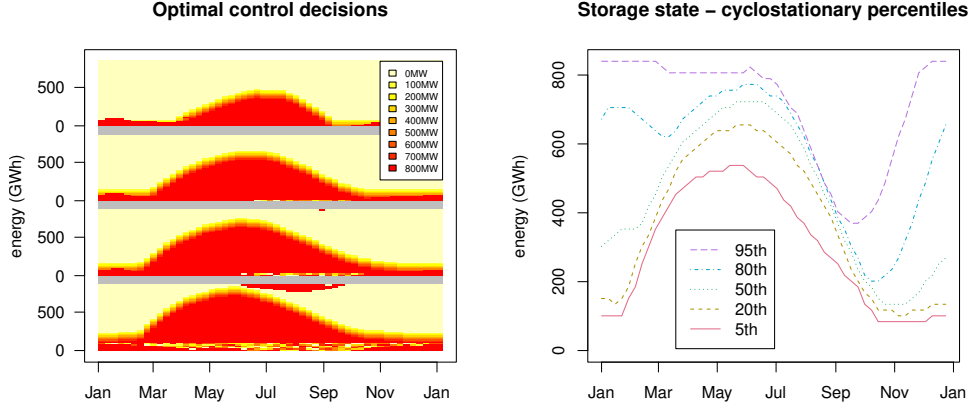 Optimal control decisions
energy (GWh)
500
0
500
0
500
0
500
0
0MW
100MW
200MW
300MW
400MW
500MW
600MW
700MW
800MW
Jan Mar May Jul Sep Nov Jan
Storage state − cyclostationary percentiles
energy (GWh)
800
600
400
200
0
95th
80th
50th
20th
5th
Jan Mar May Jul Sep Nov Jan